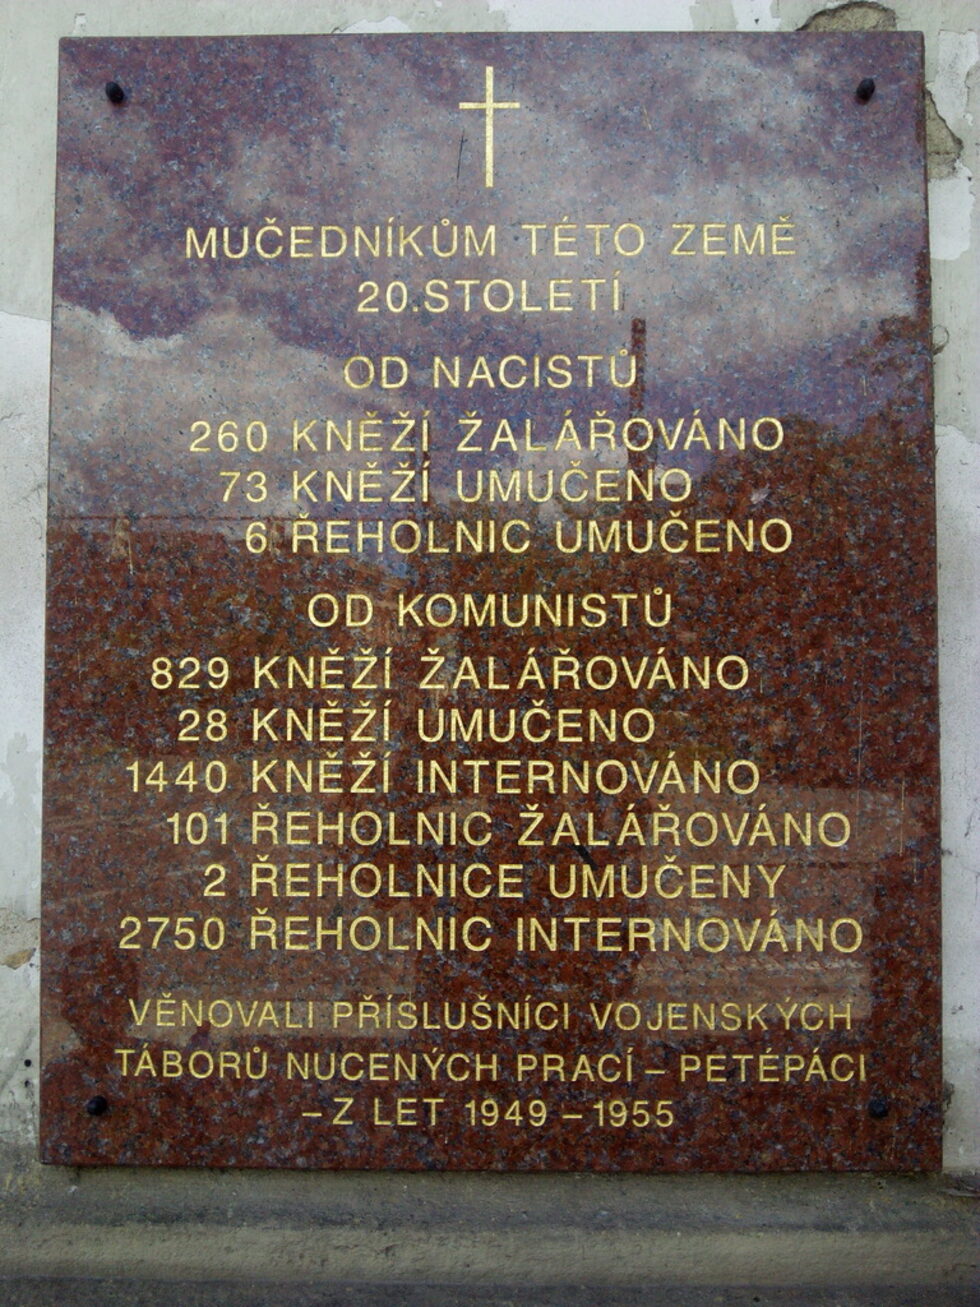 MUČEDNÍKŮM TÉTO ZEMĚ
20.STOLETÍ
OD NACISTŮ
260 KNĚŽÍ ŽALÁŘOVÁNO
73 KNĚŽÍ UMUČENO
6 ŘEHOLNIC UMUČENO
OD KOMUNISTŮ
829 KNĚŽÍ ŽALÁŘOVÁNO
28 KNĚŽÍ UMUČENO
1440 KNĚŽÍ INTERNOVÁNO
101 ŘEHOLNIC ŽALÁŘOVÁNO
2 ŘEHOLNICE UMUČENY
2750 ŘEHOLNIC INTERNOVÁNO
VĚNOVALI PŘÍSLUŠNÍCI VOJENSKÝCH
TÁBORŮ NUCENÝCH PRACÍ – PETÉPÁCI
– Z LET 1949 – 1955